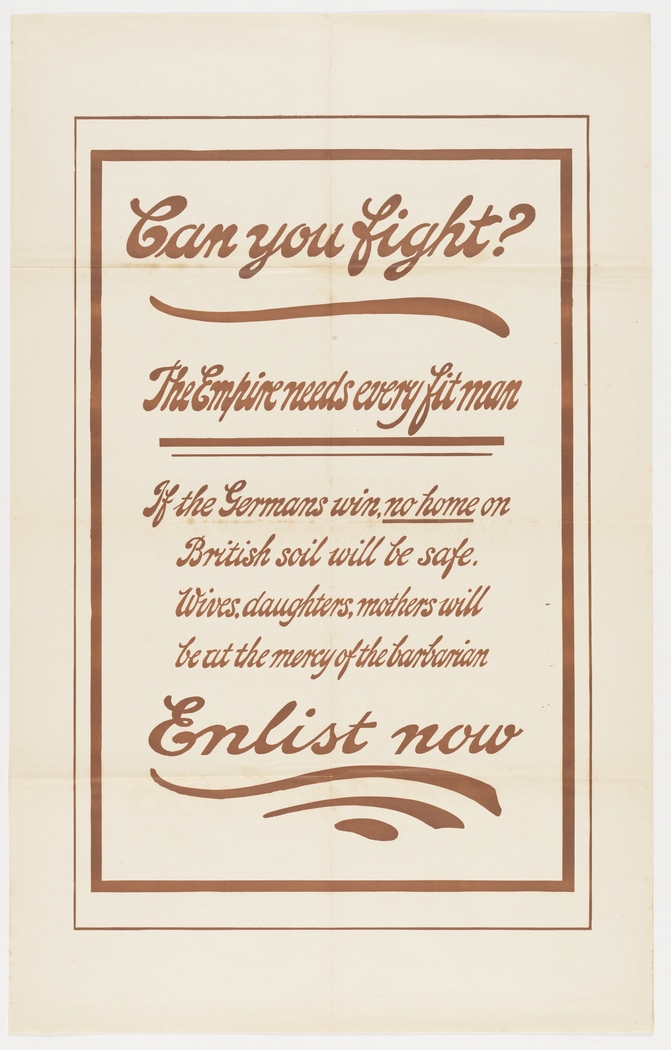 Can you fight?
The Empire needs every fit man
If the Germans win, no home on
British soil will be safe.
Wives, daughters, mothers will
be at the mercy of the barbarian
Enlist now